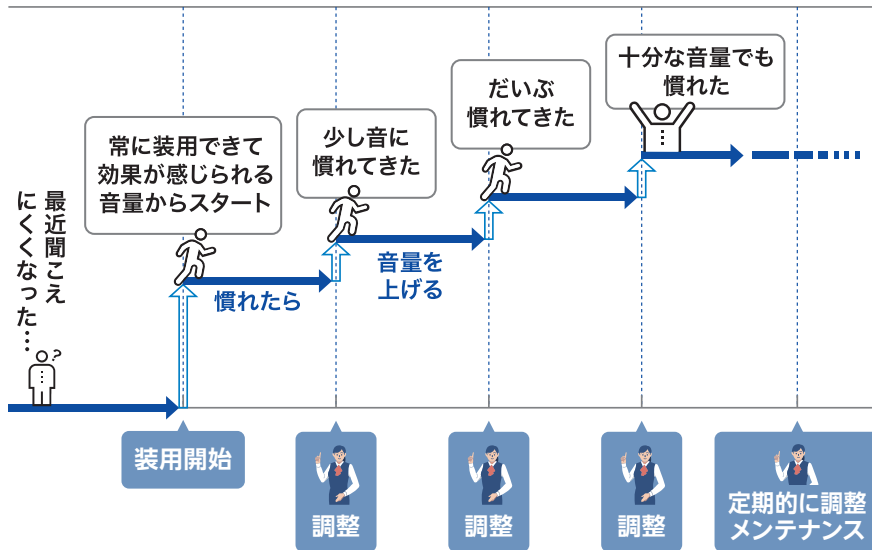 最近聞こえ
にくくなった…
常に装用できて
効果が感じられる
音量からスタート
少し音に
慣れてきた
だいぶ
慣れてきた
十分な音量でも
慣れた
慣れたら
音量を
上げる
?
装用開始
調整
調整
調整
定期的に調整
メンテナンス